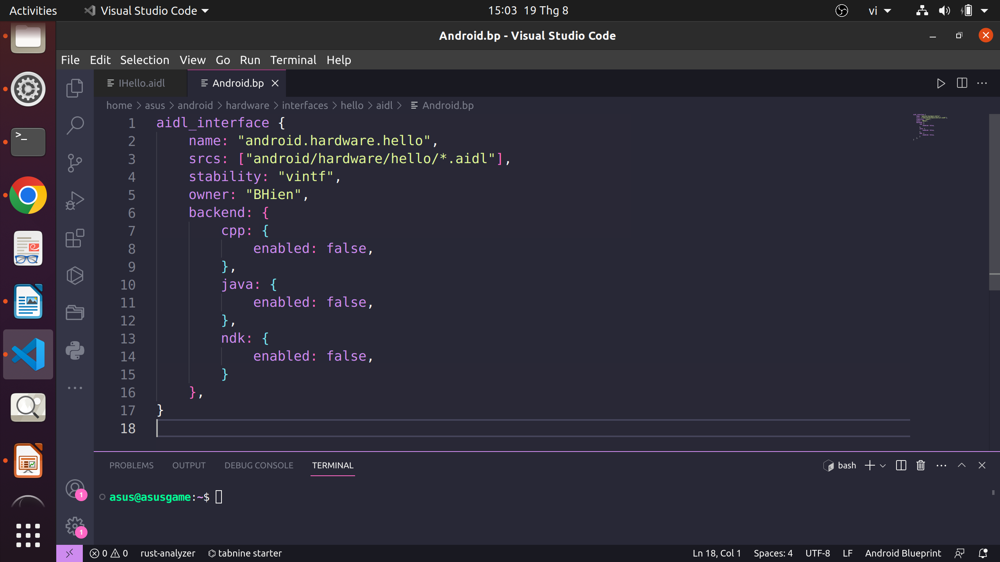 Activities
Visual Studio Code
15:03 19 Thg 8
vi
Android.bp - Visual Studio Code
File Edit Selection View Go Run Terminal Help
IHello.aidl
Android.bp
home > asus > android > hardware > interfaces > hello > aidl > Android.bp
1 aidl_interface {
2     name: "android.hardware.hello",
3     srcs: ["android/hardware/hello/*.aidl"],
4     stability: "vintf",
5     owner: "BHien",
6     backend: {
7         cpp: {
8             enabled: false,
9         },
10         java: {
11             enabled: false,
12         },
13         ndk: {
14             enabled: false,
15         }
16     },
17 }
18
PROBLEMS OUTPUT DEBUG CONSOLE TERMINAL
bash
asus@asusgame:~$
1
1
0 0 rust-analyzer tabnine starter
Ln 18, Col 1 Spaces: 4 UTF-8 LF Android Blueprint